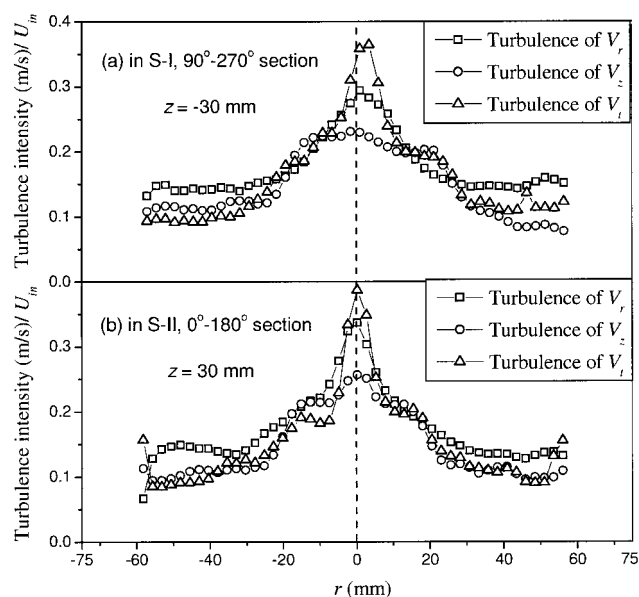 Turbulence intensity (m/s)/ U_in
0.4
0.3
0.2
0.1
0.0
(a) in S-I, 90°-270° section
z = -30 mm
Turbulence of V_r
Turbulence of V_z
Turbulence of V_t
Turbulence intensity (m/s)/ U_in
0.3
0.2
0.1
0.0
(b) in S-II, 0°-180° section
z = 30 mm
Turbulence of V_r
Turbulence of V_z
Turbulence of V_t
-75 -60 -40 -20 0 20 40 60 75
r (mm)